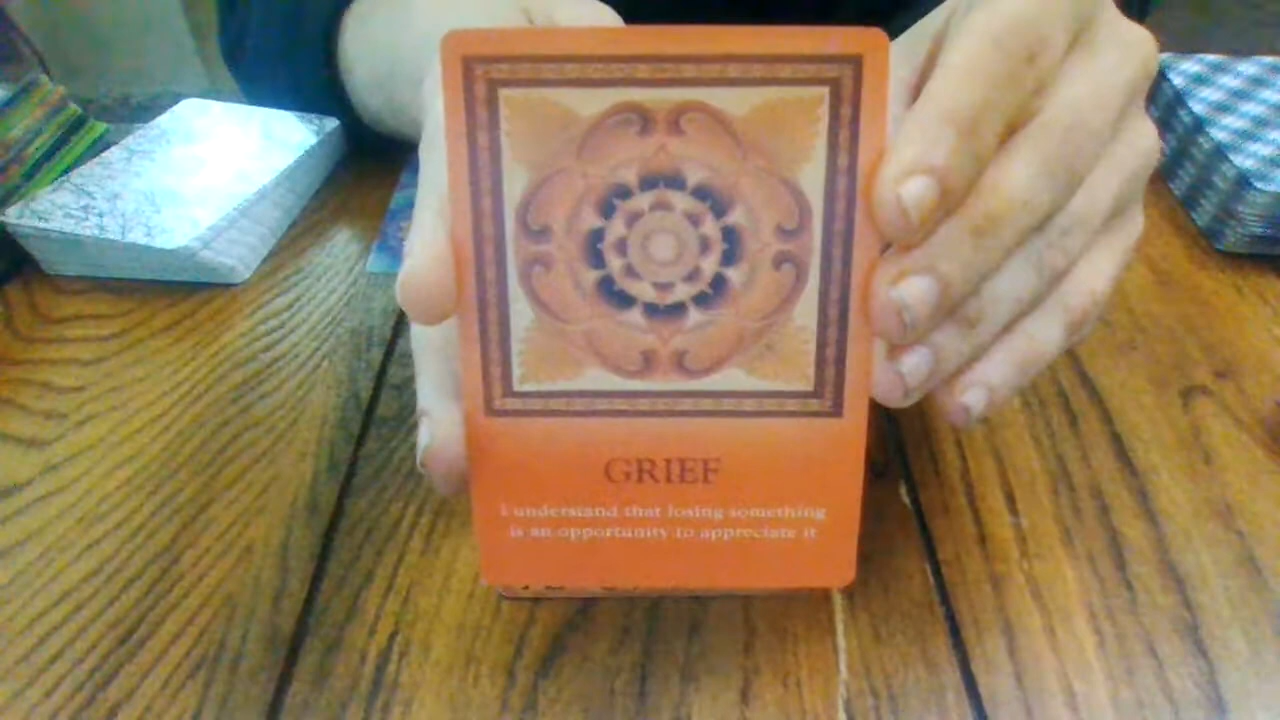 GRIEF
I understand that losing something
is an opportunity to appreciate it